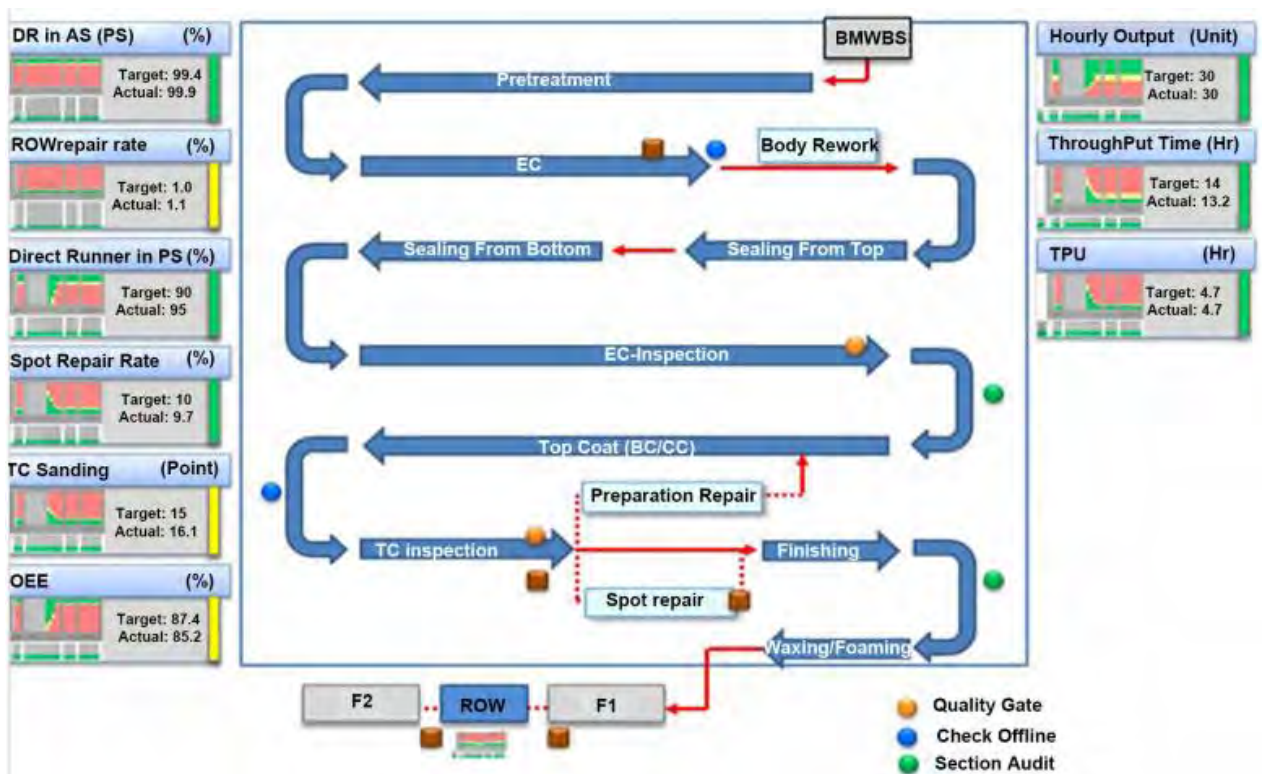 DR in AS (PS) (%)
Target: 99.4
Actual: 99.9
ROWrepair rate (%)
Target: 1.0
Actual: 1.1
Direct Runner in PS (%)
Target: 90
Actual: 95
Spot Repair Rate (%)
Target: 10
Actual: 9.7
TC Sanding (Point)
Target: 15
Actual: 16.1
OEE (%)
Target: 87.4
Actual: 85.2
BMWBS
Pretreatment
EC
Body Rework
Sealing From Bottom
Sealing From Top
EC-Inspection
Top Coat (BC/CC)
Preparation Repair
TC inspection
Finishing
Spot repair
Waxing/Foaming
F2
ROW
F1
Hourly Output (Unit)
Target: 30
Actual: 30
ThroughPut Time (Hr)
Target: 14
Actual: 13.2
TPU (Hr)
Target: 4.7
Actual: 4.7
Quality Gate
Check Offline
Section Audit